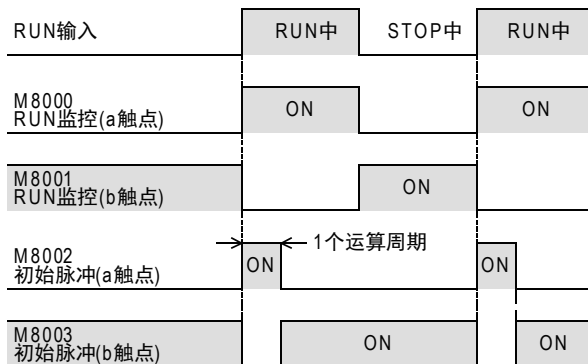 RUN输入
RUN中
STOP中
RUN中
M8000
RUN监控(a触点)
ON
ON
M8001
RUN监控(b触点)
ON
M8002
初始脉冲(a触点)
ON
1个运算周期
ON
M8003
初始脉冲(b触点)
ON
ON